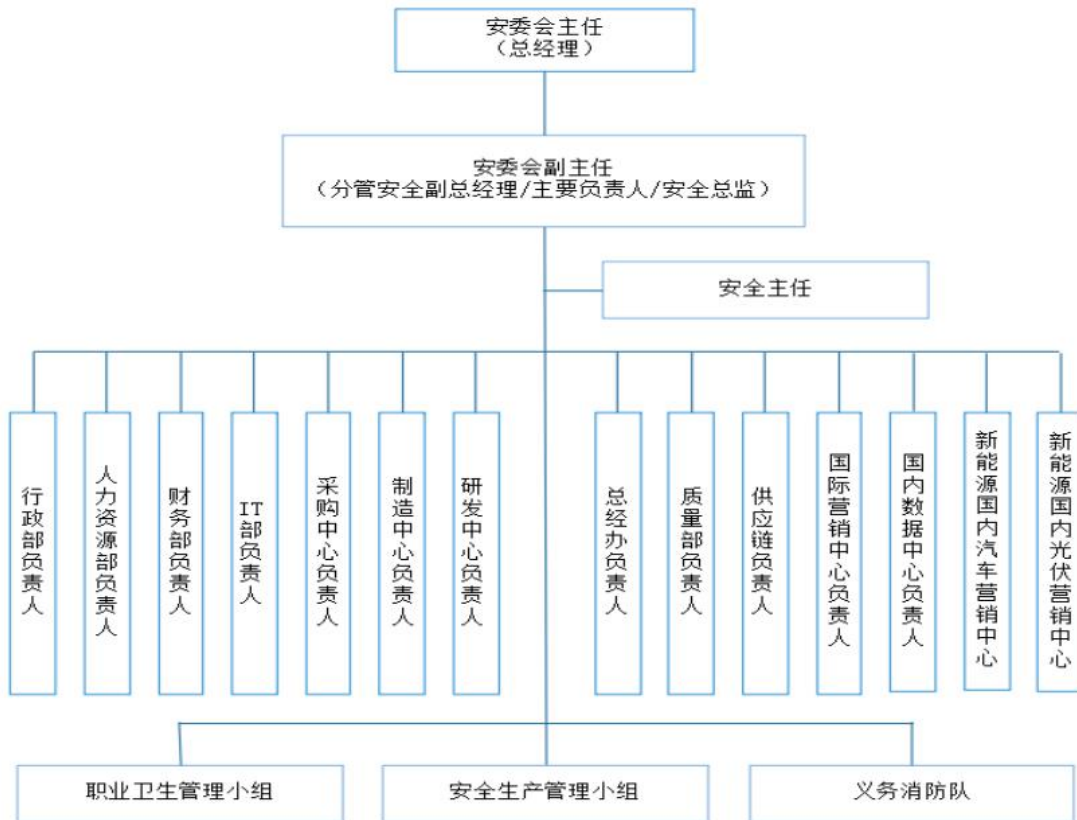 安委会主任
（总经理）
安委会副主任
（分管安全副总经理/主要负责人/安全总监）
安全主任
行政部负责人
人力资源部负责人
财务部负责人
IT部负责人
采购中心负责人
制造中心负责人
研发中心负责人
总经办负责人
质量部负责人
供应链负责人
国际营销中心负责人
国内数据中心负责人
新能源国内汽车营销中心
新能源国内光伏营销中心
职业卫生管理小组
安全生产管理小组
义务消防队